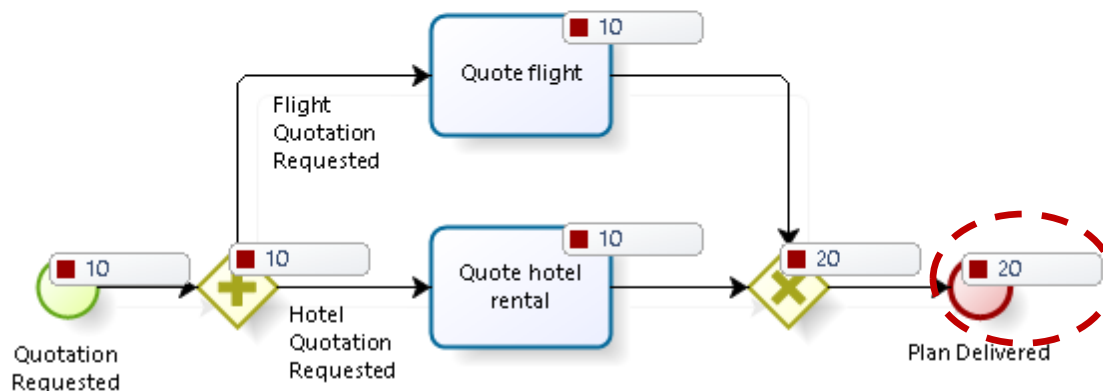 10
Quote flight
Flight
Quotation
Requested
10
10
10
Quote hotel
rental
20
20
Hotel
Quotation
Requested
Quotation
Requested
Plan Delivered